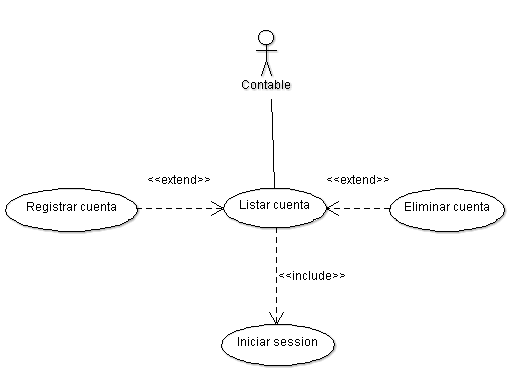 Contable
<<extend>>
<<extend>>
Registrar cuenta
Listar cuenta
Eliminar cuenta
<<include>>
Iniciar session